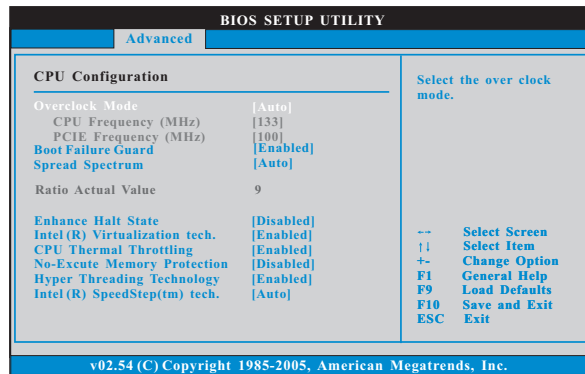 BIOS SETUP UTILITY
Advanced
CPU Configuration
Overclock Mode [Auto]
CPU Frequency (MHz) [133]
PCIE Frequency (MHz) [100]
Boot Failure Guard [Enabled]
Spread Spectrum [Auto]
Ratio Actual Value 9
Enhance Halt State [Disabled]
Intel (R) Virtualization tech. [Enabled]
CPU Thermal Throttling [Enabled]
No-Excute Memory Protection [Disabled]
Hyper Threading Technology [Enabled]
Intel (R) SpeedStep(tm) tech. [Auto]
Select the over clock
mode.
←→ Select Screen
↑↓ Select Item
+- Change Option
F1 General Help
F9 Load Defaults
F10 Save and Exit
ESC Exit
v02.54 (C) Copyright 1985-2005, American Megatrends, Inc.